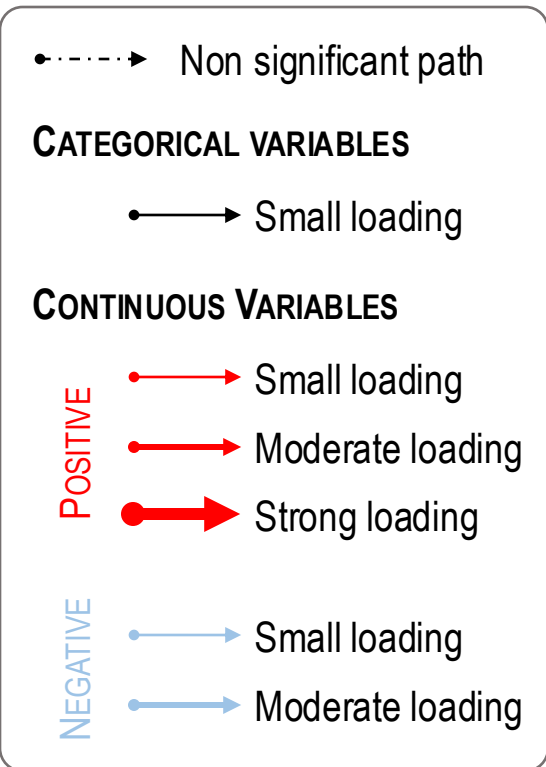 Non significant path
CATEGORICAL VARIABLES
Small loading
CONTINUOUS VARIABLES
POSITIVE
Small loading
Moderate loading
Strong loading
NEGATIVE
Small loading
Moderate loading